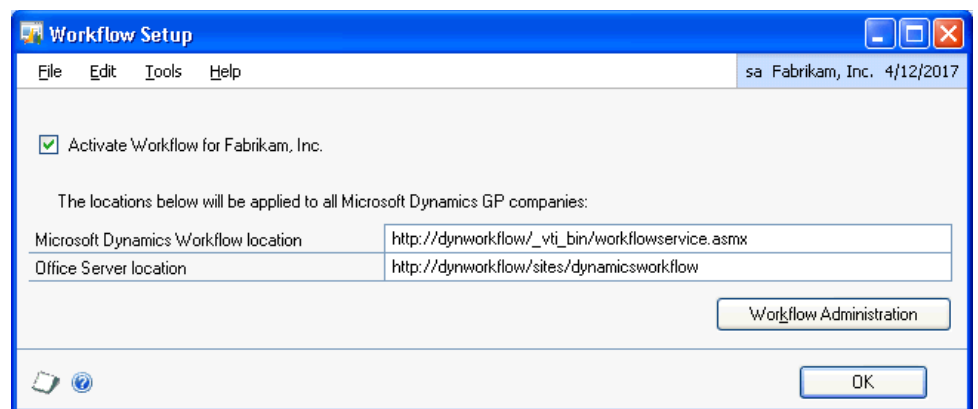 Workflow Setup
File Edit Tools Help sa Fabrikam, Inc. 4/12/2017
Activate Workflow for Fabrikam, Inc.
The locations below will be applied to all Microsoft Dynamics GP companies:
Microsoft Dynamics Workflow location http://dynworkflow/_vti_bin/workflowservice.asmx
Office Server location http://dynworkflow/sites/dynamicsworkflow
Workflow Administration
OK